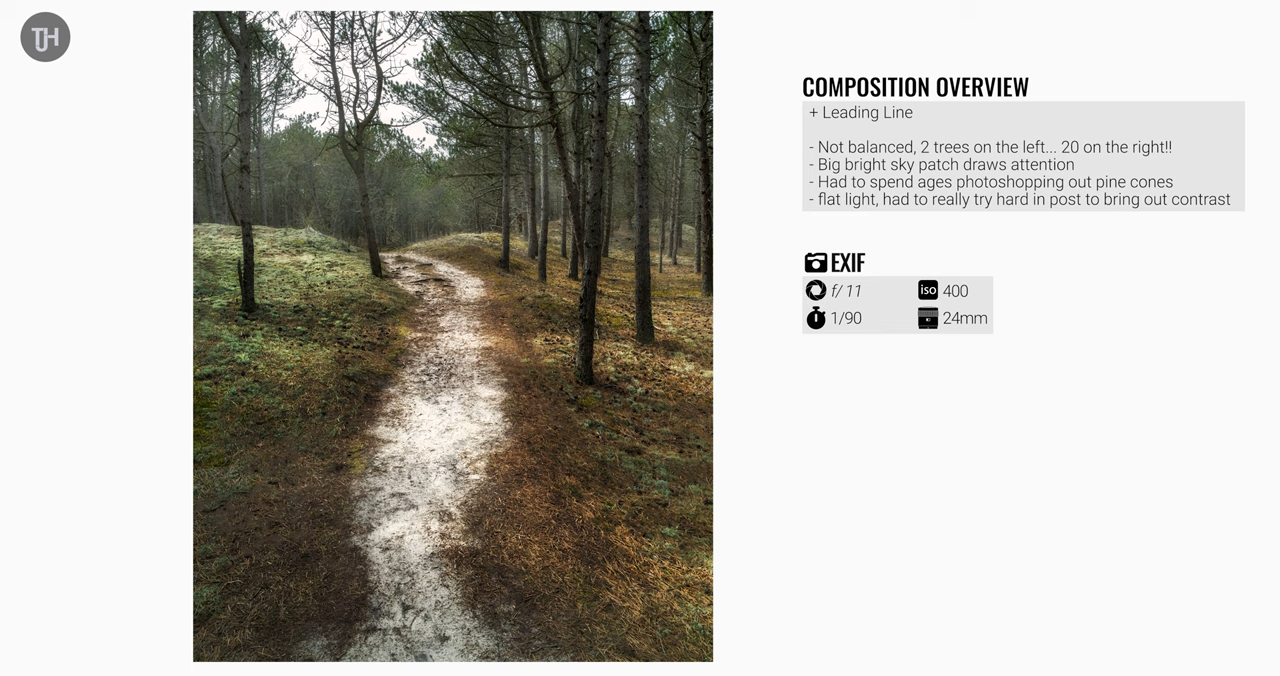 TJH
COMPOSITION OVERVIEW
+ Leading Line
- Not balanced, 2 trees on the left... 20 on the right!!
- Big bright sky patch draws attention
- Had to spend ages photoshopping out pine cones
- flat light, had to really try hard in post to bring out contrast
EXIF
f/ 11
iso 400
1/90
24mm